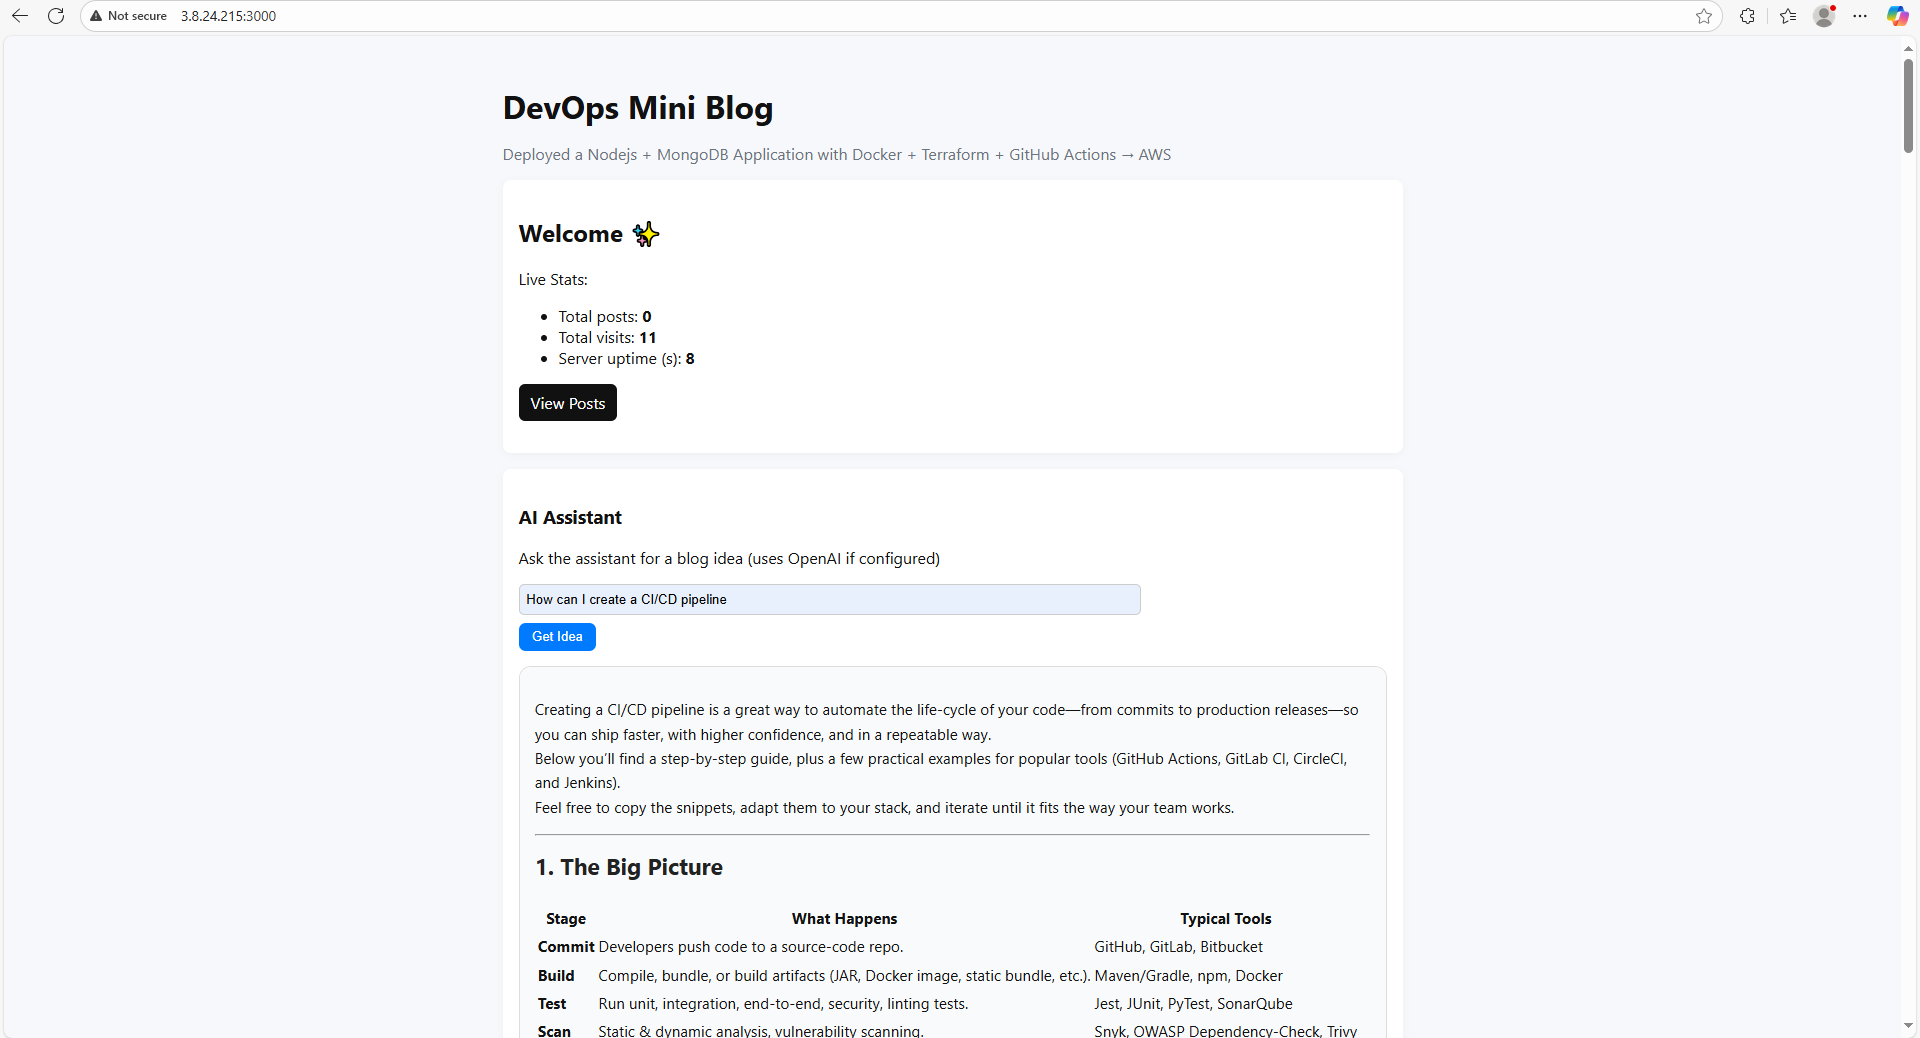 Not secure 3.8.24.215:3000
DevOps Mini Blog
Deployed a Nodejs + MongoDB Application with Docker + Terraform + GitHub Actions → AWS
Welcome ✨
Live Stats:
• Total posts: 0
• Total visits: 11
• Server uptime (s): 8
View Posts
AI Assistant
Ask the assistant for a blog idea (uses OpenAI if configured)
How can I create a CI/CD pipeline
Get Idea
Creating a CI/CD pipeline is a great way to automate the life-cycle of your code—from commits to production releases—so
you can ship faster, with higher confidence, and in a repeatable way.
Below you’ll find a step-by-step guide, plus a few practical examples for popular tools (GitHub Actions, GitLab CI, CircleCI,
and Jenkins).
Feel free to copy the snippets, adapt them to your stack, and iterate until it fits the way your team works.
1. The Big Picture
Stage What Happens Typical Tools
Commit Developers push code to a source-code repo. GitHub, GitLab, Bitbucket
Build Compile, bundle, or build artifacts (JAR, Docker image, static bundle, etc.). Maven/Gradle, npm, Docker
Test Run unit, integration, end-to-end, security, linting tests. Jest, JUnit, PyTest, SonarQube
Scan Static & dynamic analysis, vulnerability scanning. Snyk, OWASP Dependency-Check, Trivy